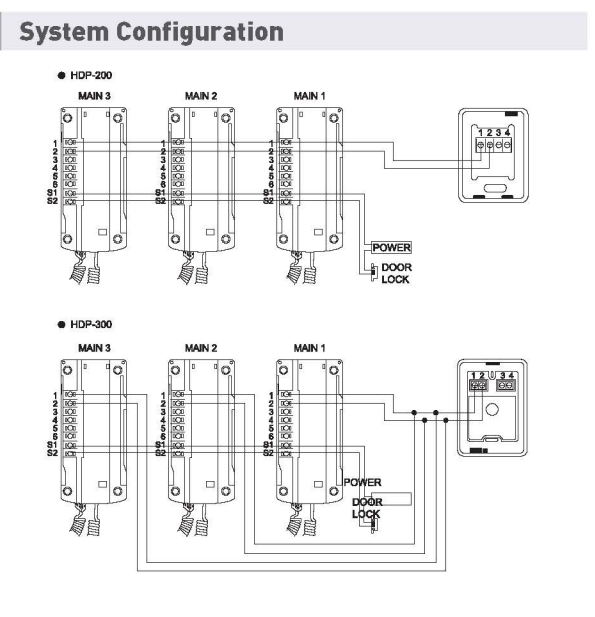 System Configuration
● HDP-200
MAIN 3 MAIN 2 MAIN 1
1 1 1
2 2 2
3 3 3
4 4 4
5 5 5
6 6 6
S1 S1 S1
S2 S2 S2
1 2 3 4
POWER
DOOR
LOCK
● HDP-300
MAIN 3 MAIN 2 MAIN 1
1 1 1
2 2 2
3 3 3
4 4 4
5 5 5
6 6 6
S1 S1 S1
S2 S2 S2
1 2 3 4
POWER
DOOR
LOCK